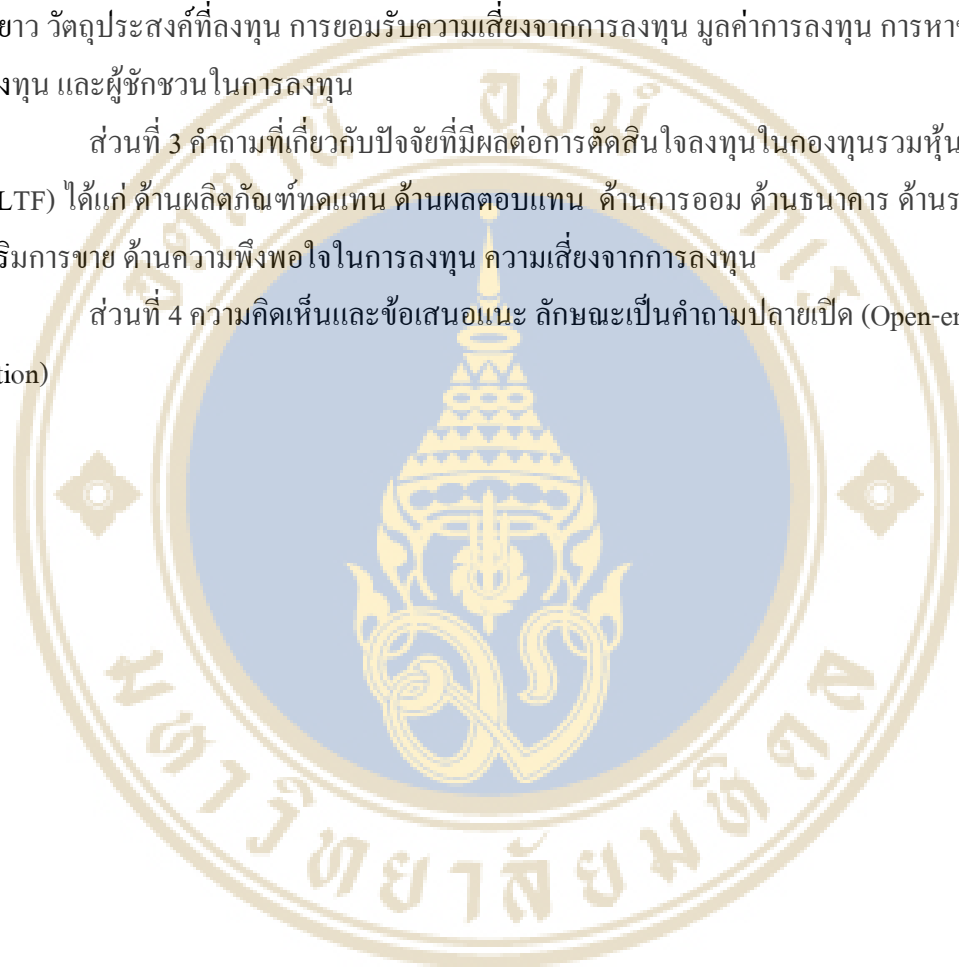 ยาว วัตถุประสงค์ที่ลงทุน การยอมรับความเสี่ยงจากการลงทุน มูลค่าการลงทุน การหาข
งทุน และผู้ชักชวนในการลงทุน
ส่วนที่ 3 คำถามที่เกี่ยวกับปัจจัยที่มีผลต่อการตัดสินใจลงทุนในกองทุนรวมหุ้น
LTF) ได้แก่ ด้านผลิตภัณฑ์ทดแทน ด้านผลตอบแทน ด้านการออม ด้านธนาคาร ด้านร
ริมการขาย ด้านความพึงพอใจในการลงทุน ความเสี่ยงจากการลงทุน
ส่วนที่ 4 ความคิดเห็นและข้อเสนอแนะ ลักษณะเป็นคำถามปลายเปิด (Open-en
tion)
อตฺตานํ อุปมํ กเร
มหาวิทยาลัยมหิดล